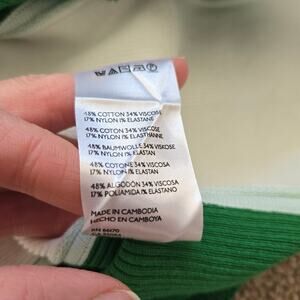 48% COTTON 34% VISCOSE
17% NYLON 1% ELASTANE
48% COTON 34% VISCOSE
17% NYLON 1% ELASTHANNE
48% BAUMWOLLE 34% VISKOSE
17% NYLON 1% ELASTAN
48% COTONE 34% VISCOSA
17% NYLON 1% ELASTAN
48% ALGODÓN 34% VISCOSA
17% POLIAMIDA 1% ELASTANO
MADE IN CAMBODIA
HECHO EN CAMBOYA
RN 66170